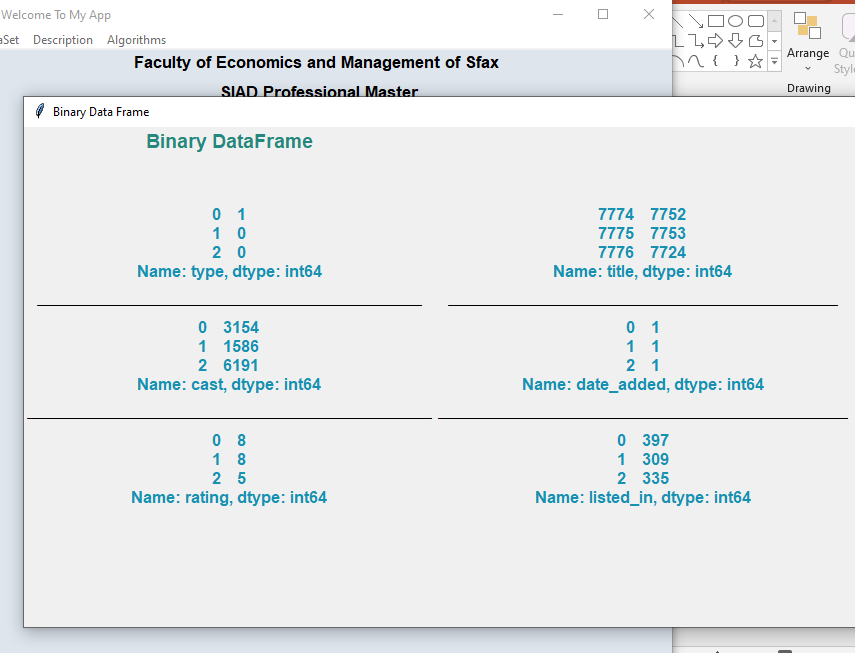 Welcome To My App
aSet Description Algorithms
Faculty of Economics and Management of Sfax
SIAD Professional Master
Arrange
Qu
Style
Drawing
Binary Data Frame
Binary DataFrame
0 1
1 0
2 0
Name: type, dtype: int64
7774 7752
7775 7753
7776 7724
Name: title, dtype: int64
0 3154
1 1586
2 6191
Name: cast, dtype: int64
0 1
1 1
2 1
Name: date_added, dtype: int64
0 8
1 8
2 5
Name: rating, dtype: int64
0 397
1 309
2 335
Name: listed_in, dtype: int64